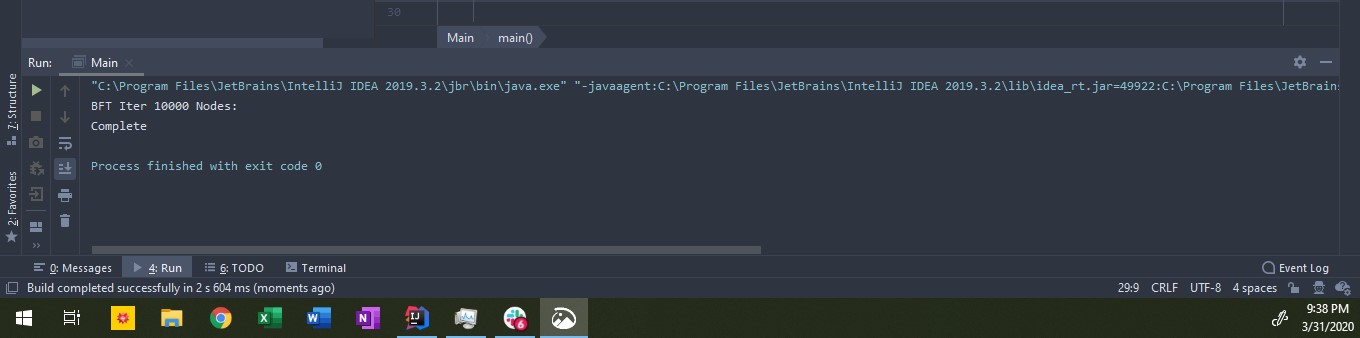 30
Main main()
Run: Main
"C:\Program Files\JetBrains\IntelliJ IDEA 2019.3.2\jbr\bin\java.exe" "-javaagent:C:\Program Files\JetBrains\IntelliJ IDEA 2019.3.2\lib\idea_rt.jar=49922:C:\Program Files\JetBrains
BFT Iter 10000 Nodes:
Complete
Process finished with exit code 0
7: Structure
2: Favorites
0: Messages 4: Run 6: TODO Terminal Event Log
Build completed successfully in 2 s 604 ms (moments ago) 29:9 CRLF UTF-8 4 spaces
9:38 PM
3/31/2020
6